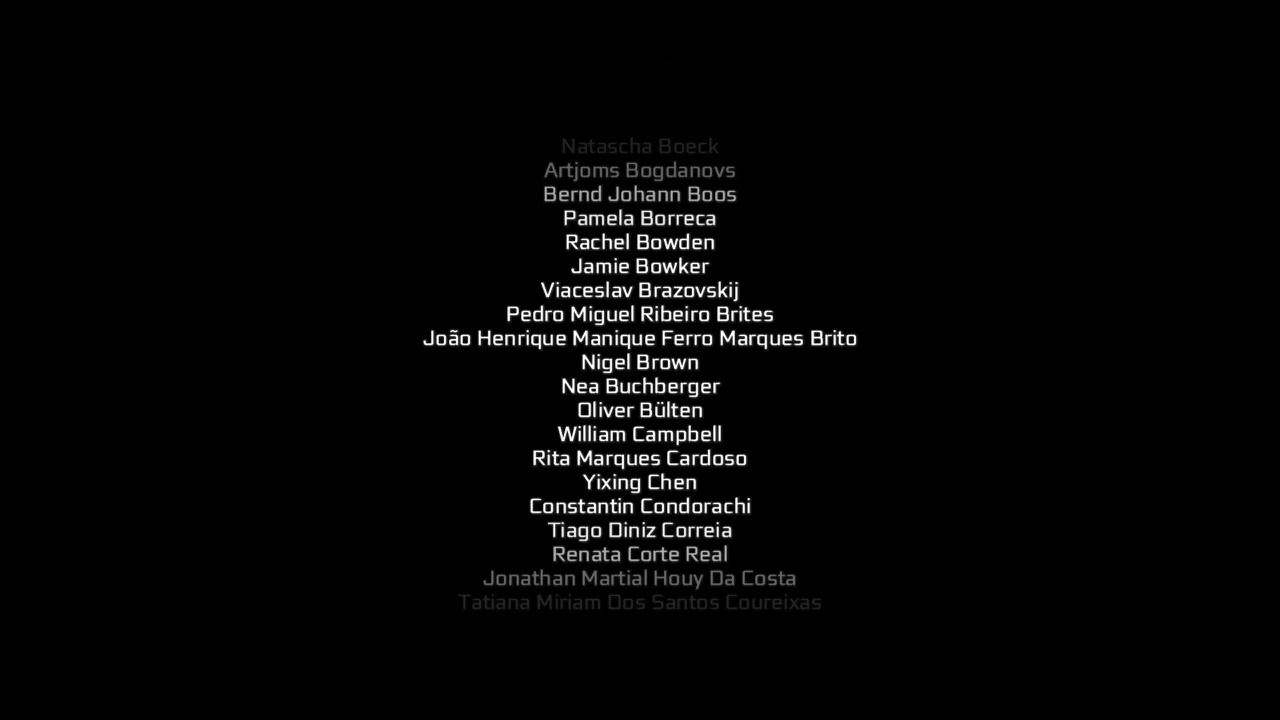 Natascha Boeck
Artjoms Bogdanovs
Bernd Johann Boos
Pamela Borreca
Rachel Bowden
Jamie Bowker
Viaceslav Brazovskij
Pedro Miguel Ribeiro Brites
João Henrique Manique Ferro Marques Brito
Nigel Brown
Nea Buchberger
Oliver Bülten
William Campbell
Rita Marques Cardoso
Yixing Chen
Constantin Condorachi
Tiago Diniz Correia
Renata Corte Real
Jonathan Martial Houy Da Costa
Tatiana Miriam Dos Santos Coureixas